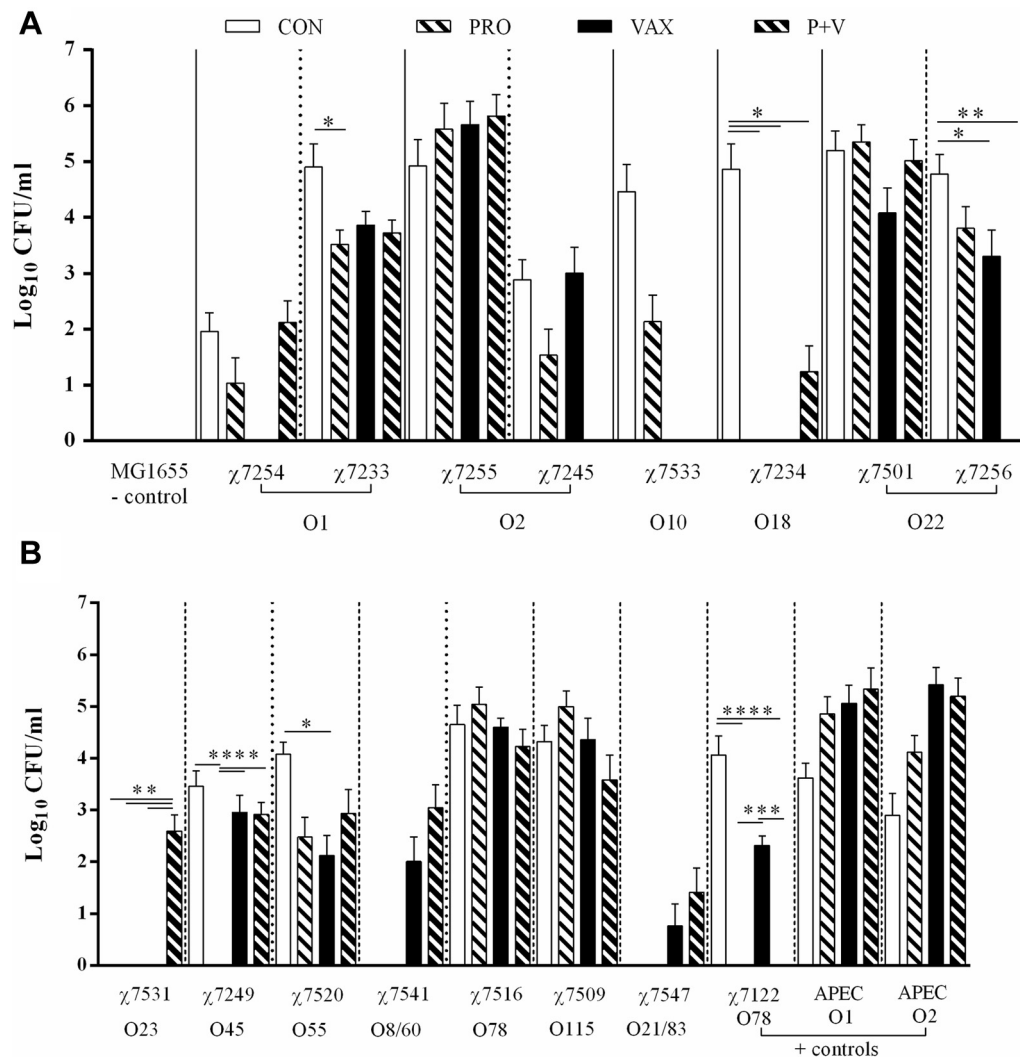 A
CON PRO VAX P+V
Log10 CFU/ml
7
6
5
4
3
2
1
0
*
*
**
*
MG1655 - control
χ7254 χ7233 χ7255 χ7245 χ7533 χ7234 χ7501 χ7256
O1 O2 O10 O18 O22
B
Log10 CFU/ml
7
6
5
4
3
2
1
0
**
****
*
****
***
χ7531 χ7249 χ7520 χ7541 χ7516 χ7509 χ7547 χ7122 APEC APEC
O23 O45 O55 O8/60 O78 O115 O21/83 O78 O1 O2
+ controls